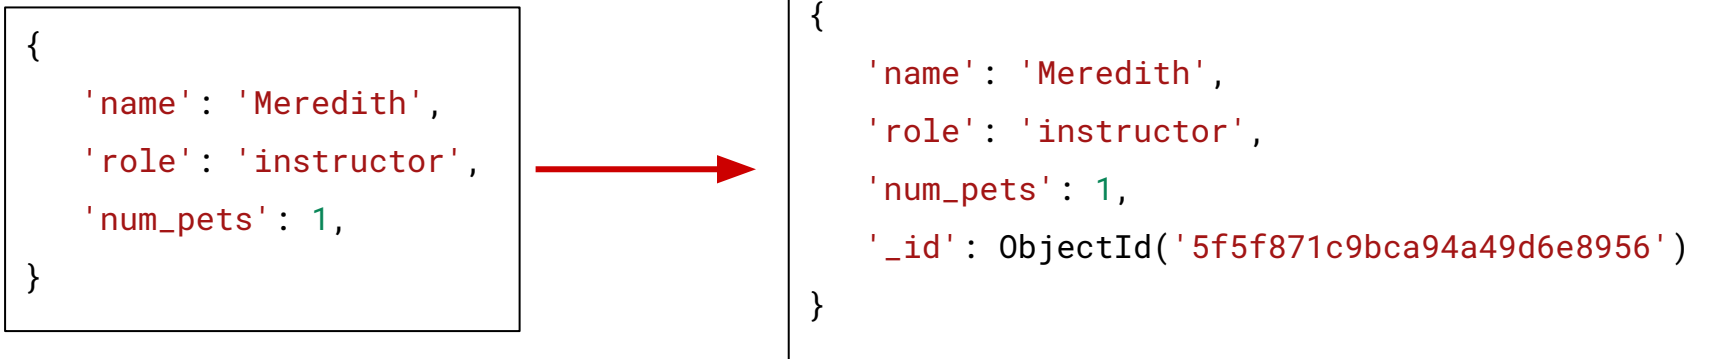 {
'name': 'Meredith',
'role': 'instructor',
'num_pets': 1,
}
{
'name': 'Meredith',
'role': 'instructor',
'num_pets': 1,
'_id': ObjectId('5f5f871c9bca94a49d6e8956')
}